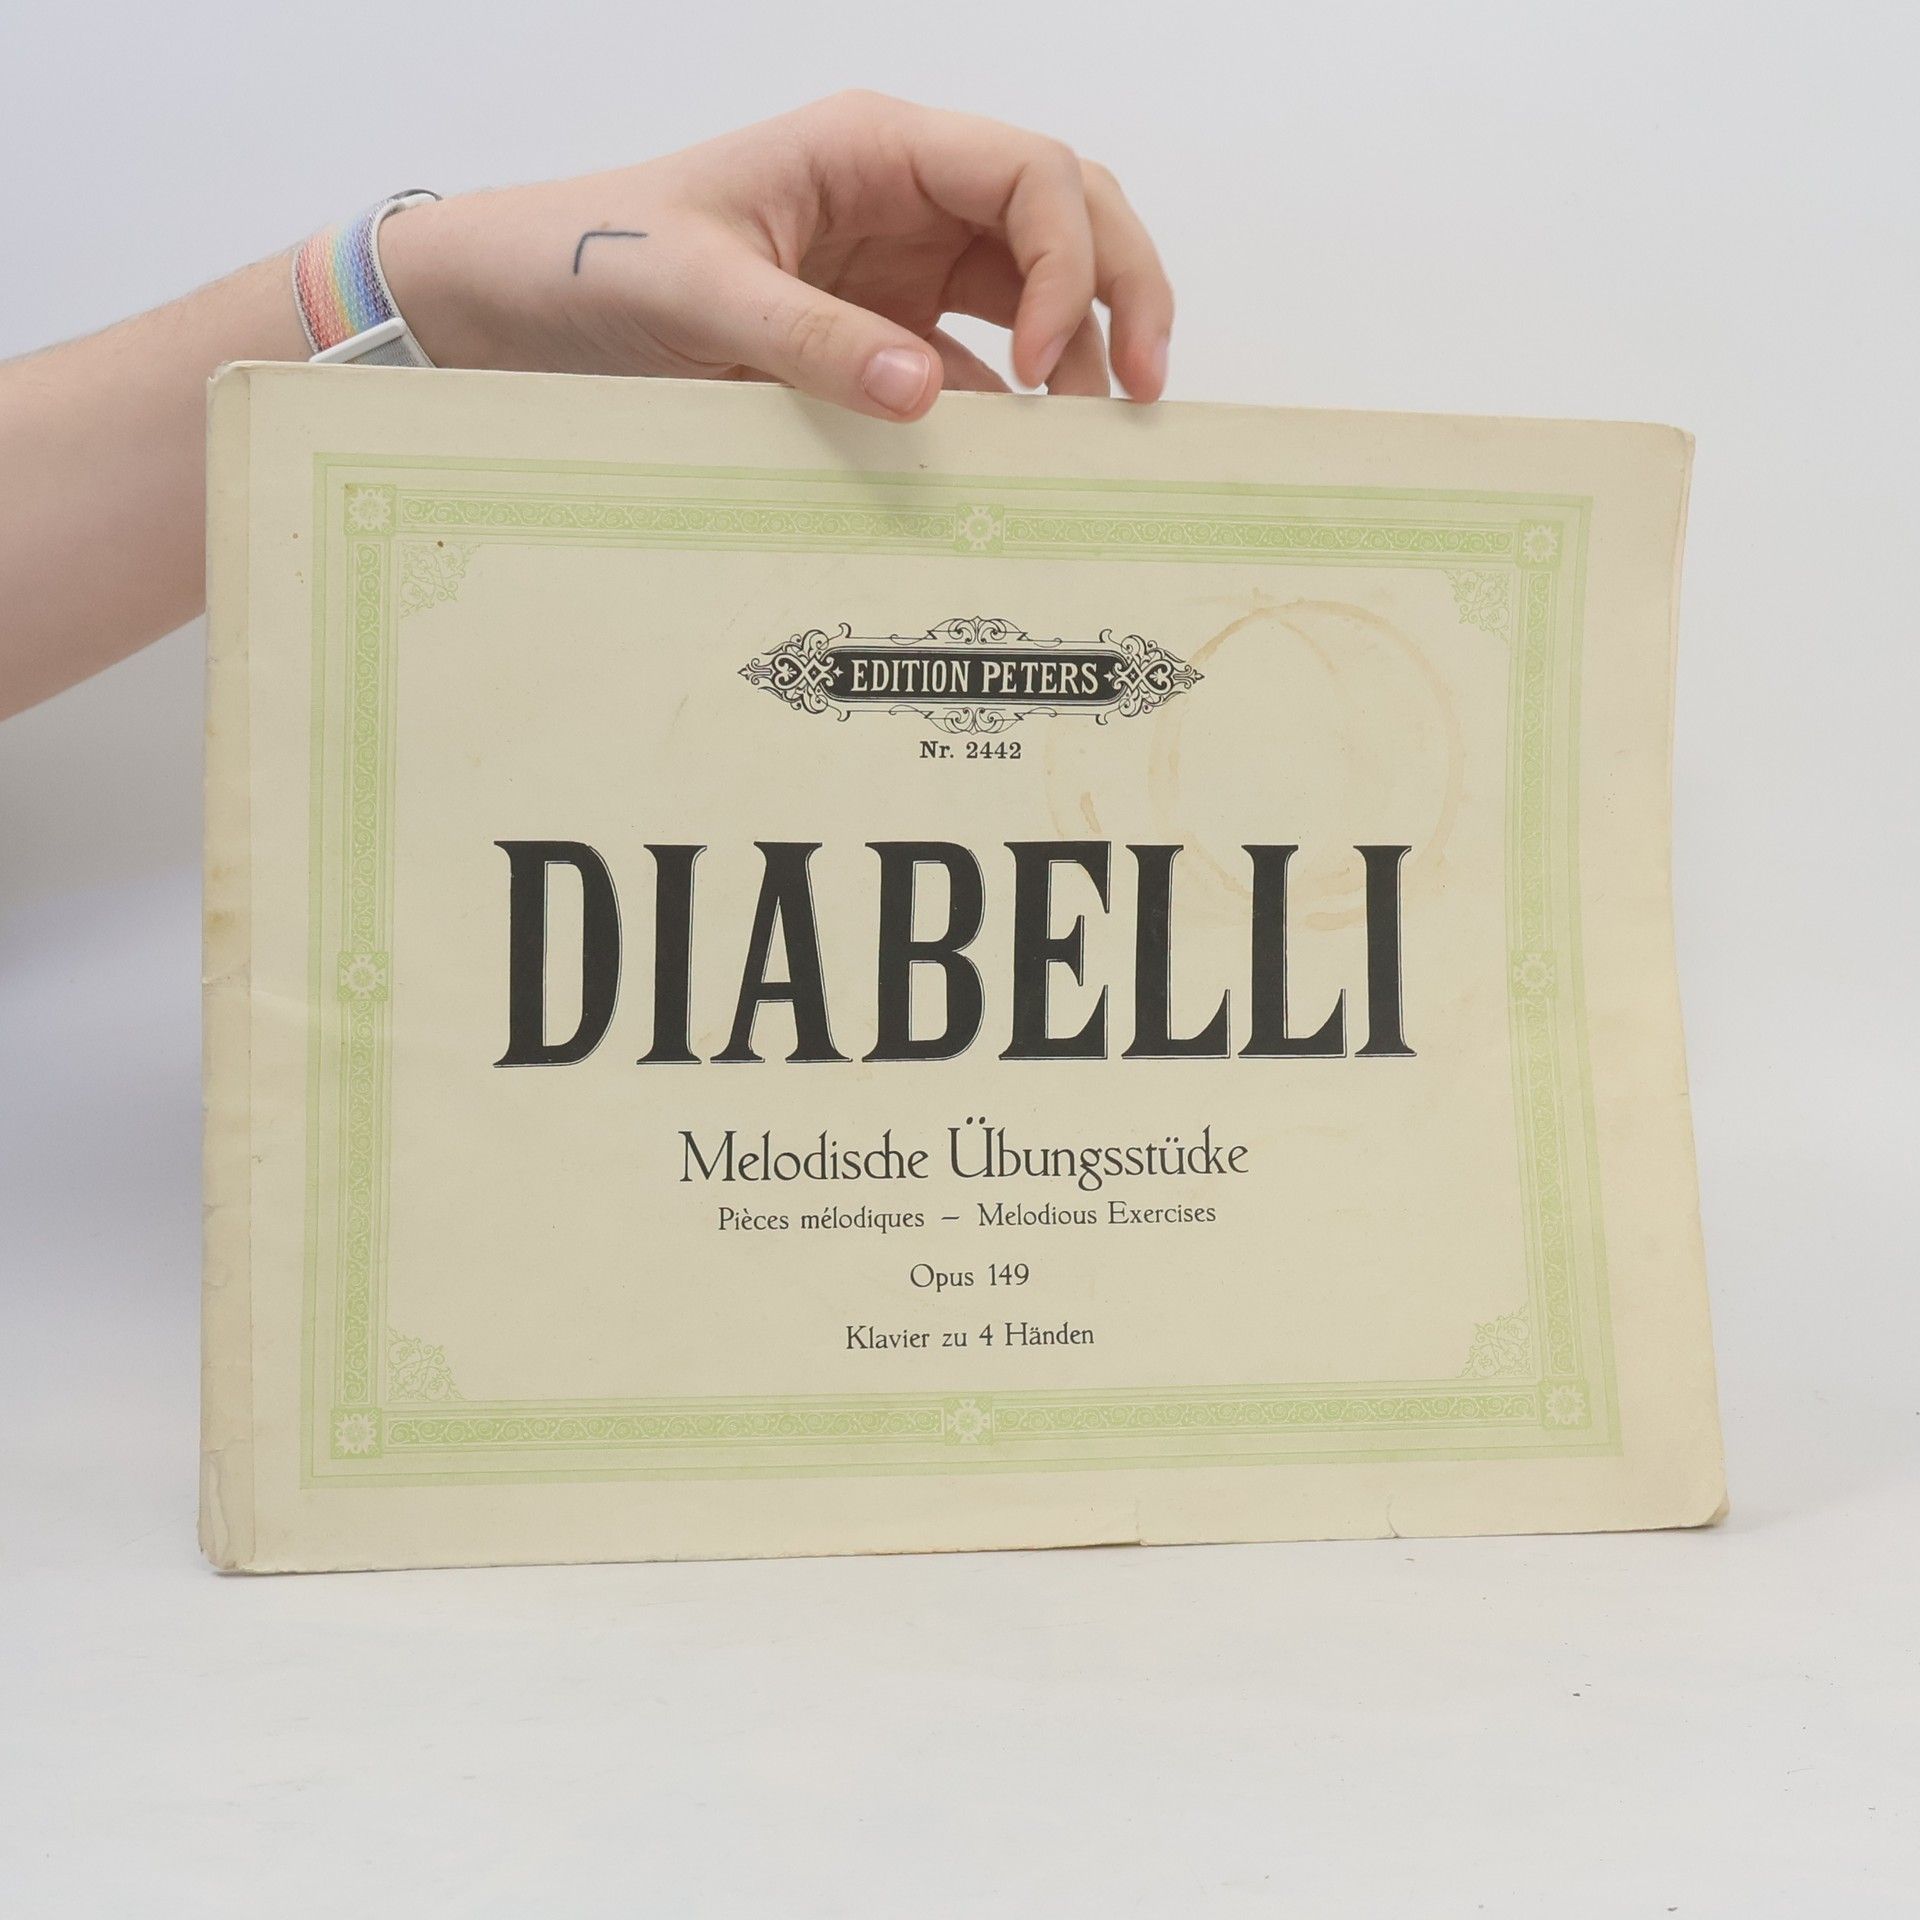 EDITION PETERS
Nr. 2442
DIABELLI
Melodische Übungsstücke
Pièces mélodiques — Melodious Exercises
Opus 149
Klavier zu 4 Händen